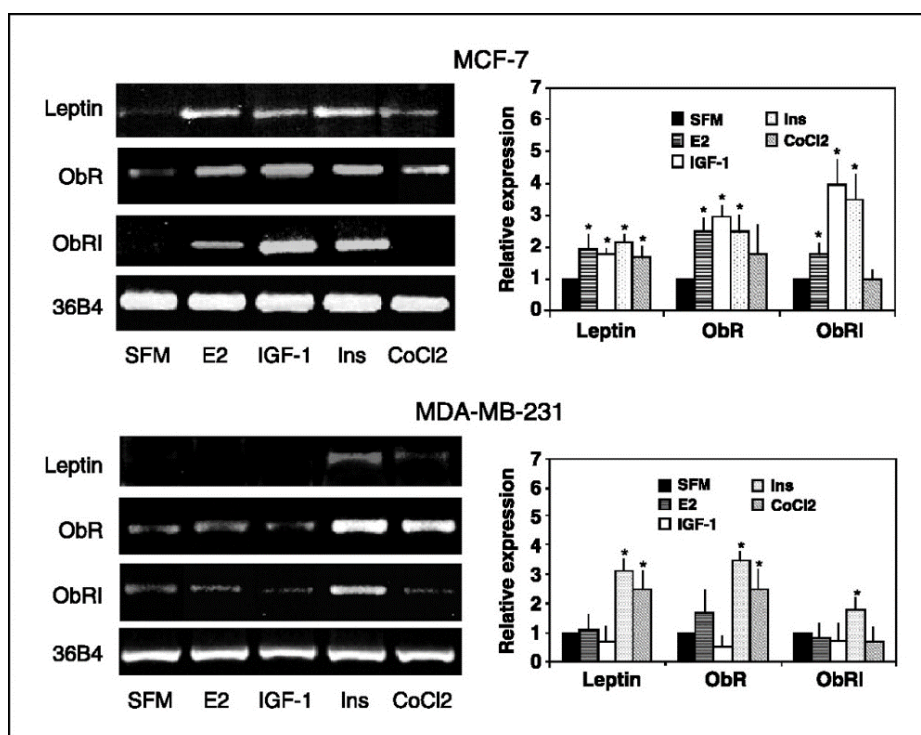 MCF-7
Leptin
ObR
ObRl
36B4
SFM E2 IGF-1 Ins CoCl2
Relative expression
7
6
5
4
3
2
1
0
SFM Ins
E2 CoCl2
IGF-1
* * * *
* * *
* * *
Leptin ObR ObRl
MDA-MB-231
Leptin
ObR
ObRl
36B4
SFM E2 IGF-1 Ins CoCl2
Relative expression
7
6
5
4
3
2
1
0
SFM Ins
E2 CoCl2
IGF-1
* *
* *
*
Leptin ObR ObRl